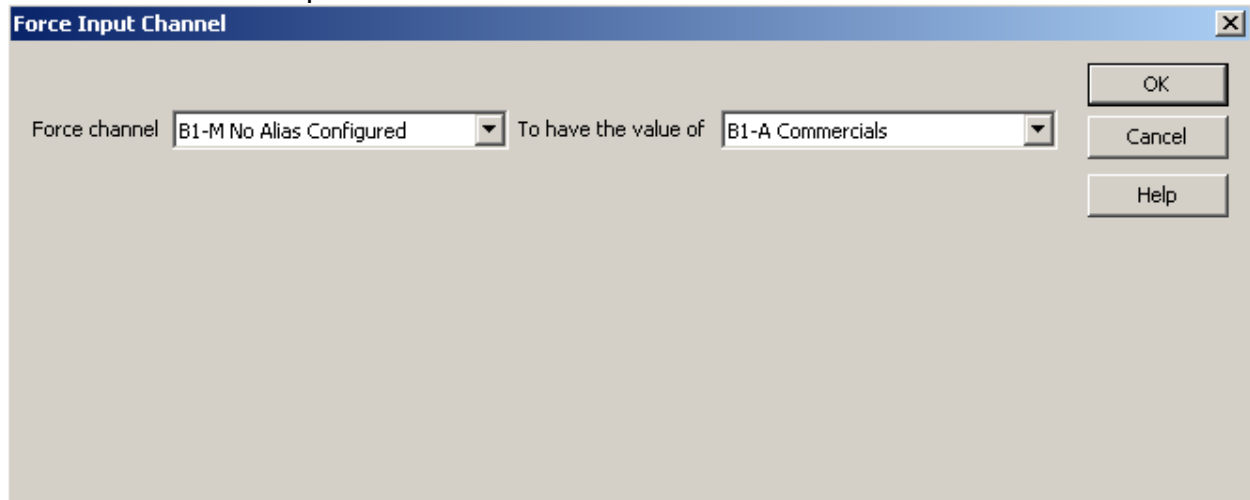 Force Input Channel
OK
Force channel B1-M No Alias Configured To have the value of B1-A Commercials
Cancel
Help